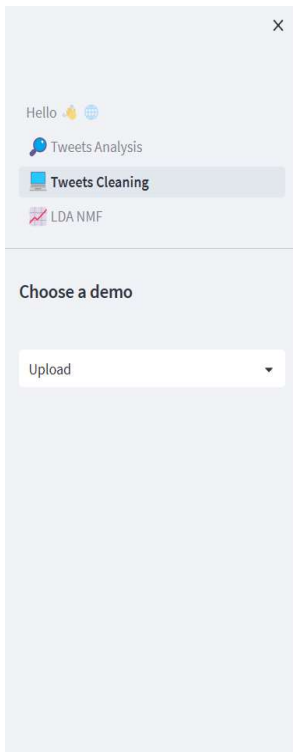 Hello 👋 🌐
🔎 Tweets Analysis
💻 Tweets Cleaning
📈 LDA NMF
Choose a demo
Upload